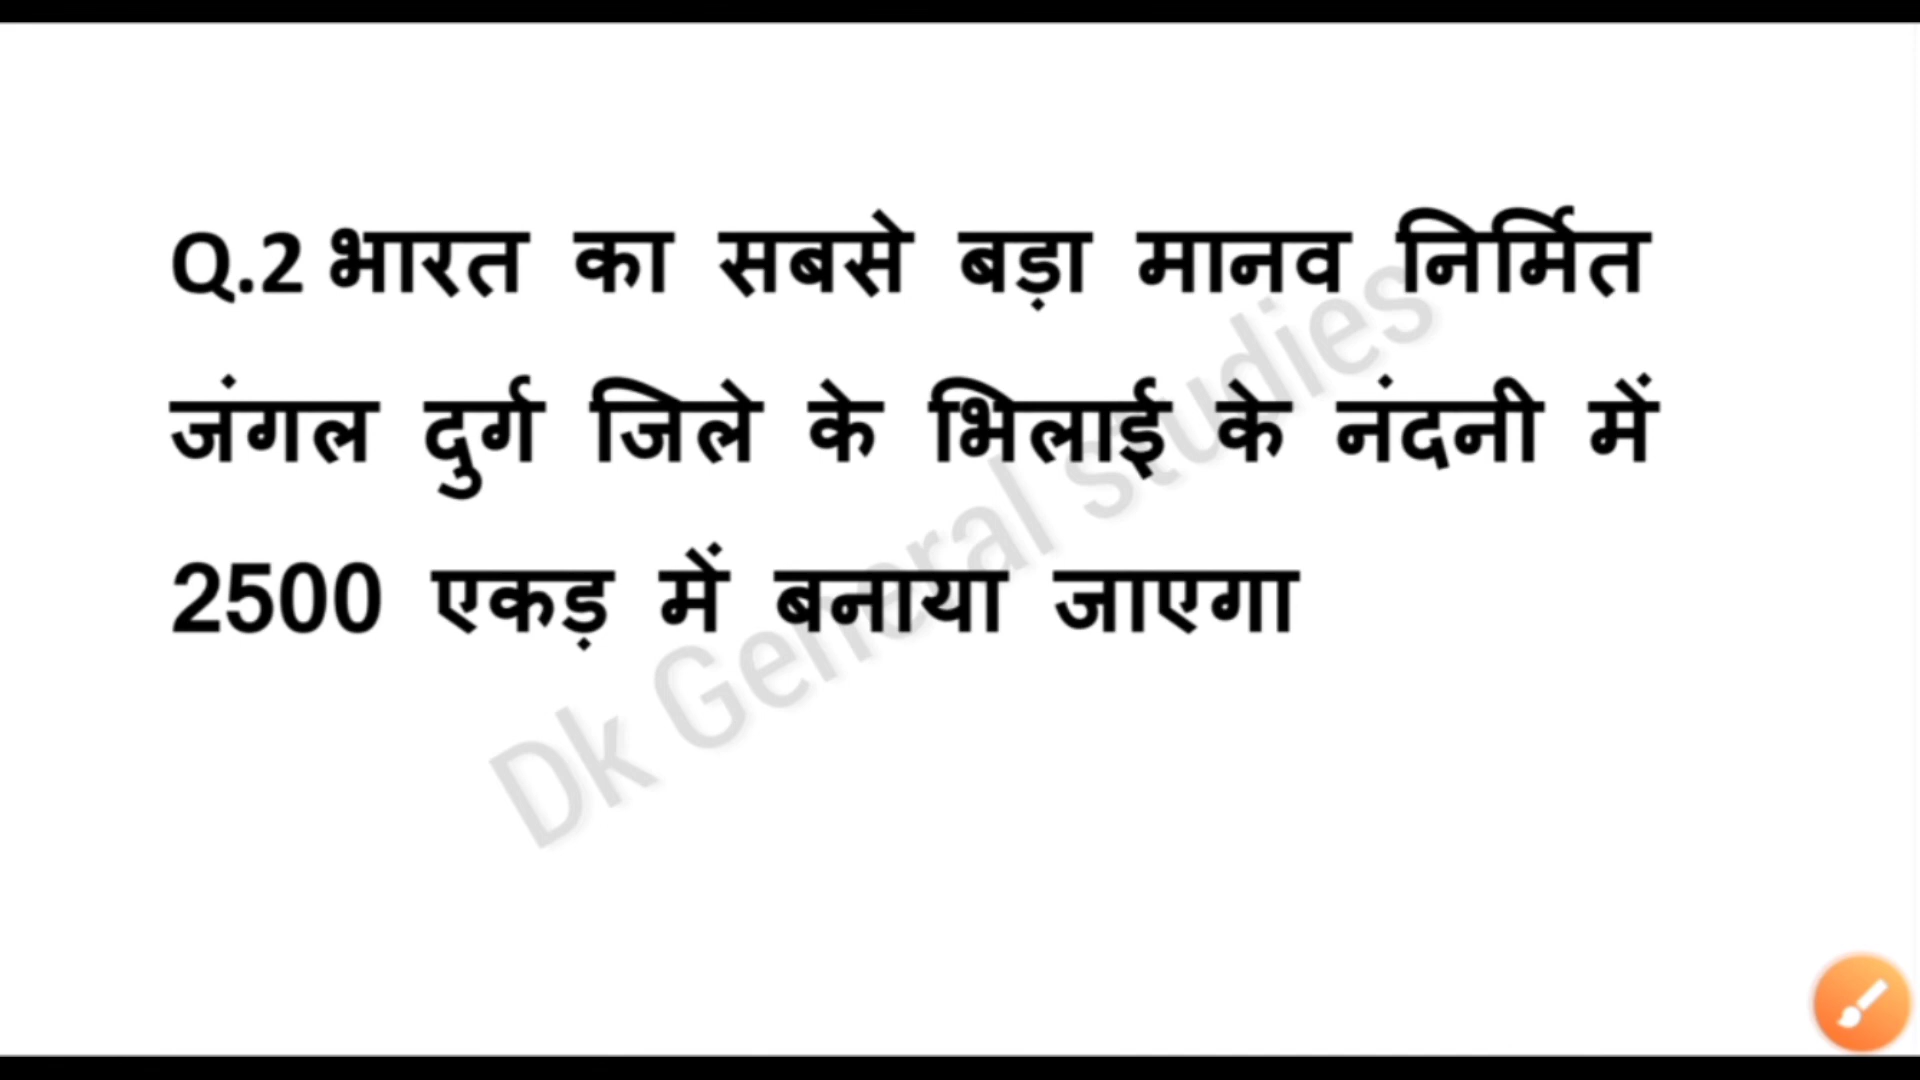 Q.2 भारत का सबसे बड़ा मानव निर्मित
जंगल दुर्ग जिले के भिलाई के नंदनी में
2500 एकड़ में बनाया जाएगा
Dk General studies